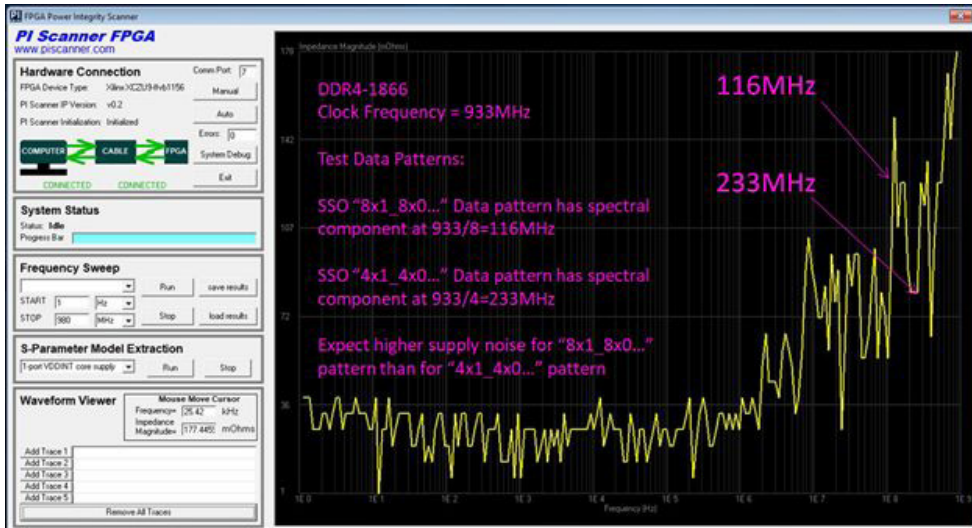 FPGA Power Integrity Scanner
PI Scanner FPGA
www.piscanner.com
Hardware Connection
Comm Port: 7
FPGA Device Type: Xilinx XCZU9-ffvb1156
Manual
PI Scanner IP Version: v0.2
Auto
PI Scanner Initialization: Initialized
Errors: 0
COMPUTER CABLE FPGA
System Debug
CONNECTED CONNECTED
Exit
System Status
Status: Idle
Progress Bar
Frequency Sweep
Run save results
START 1 Hz
STOP 980 MHz Stop load results
S-Parameter Model Extraction
1-port VDDINT core supply Run Stop
Waveform Viewer
Mouse Move Cursor
Frequency= 25.42 kHz
Impedance
Magnitude= 177.445 mOhms
Add Trace 1
Add Trace 2
Add Trace 3
Add Trace 4
Add Trace 5
Remove All Traces
Impedance Magnitude (mOhms)
178
142
107
72
36
1
DDR4-1866
Clock Frequency = 933MHz
Test Data Patterns:
SSO “8x1_8x0...” Data pattern has spectral
component at 933/8=116MHz
SSO “4x1_4x0...” Data pattern has spectral
component at 933/4=233MHz
Expect higher supply noise for “8x1_8x0...”
pattern than for “4x1_4x0...” pattern
116MHz
233MHz
1E 0 1E 1 1E 2 1E 3 1E 4 1E 5 1E 6 1E 7 1E 8 1E 9
Frequency (Hz)